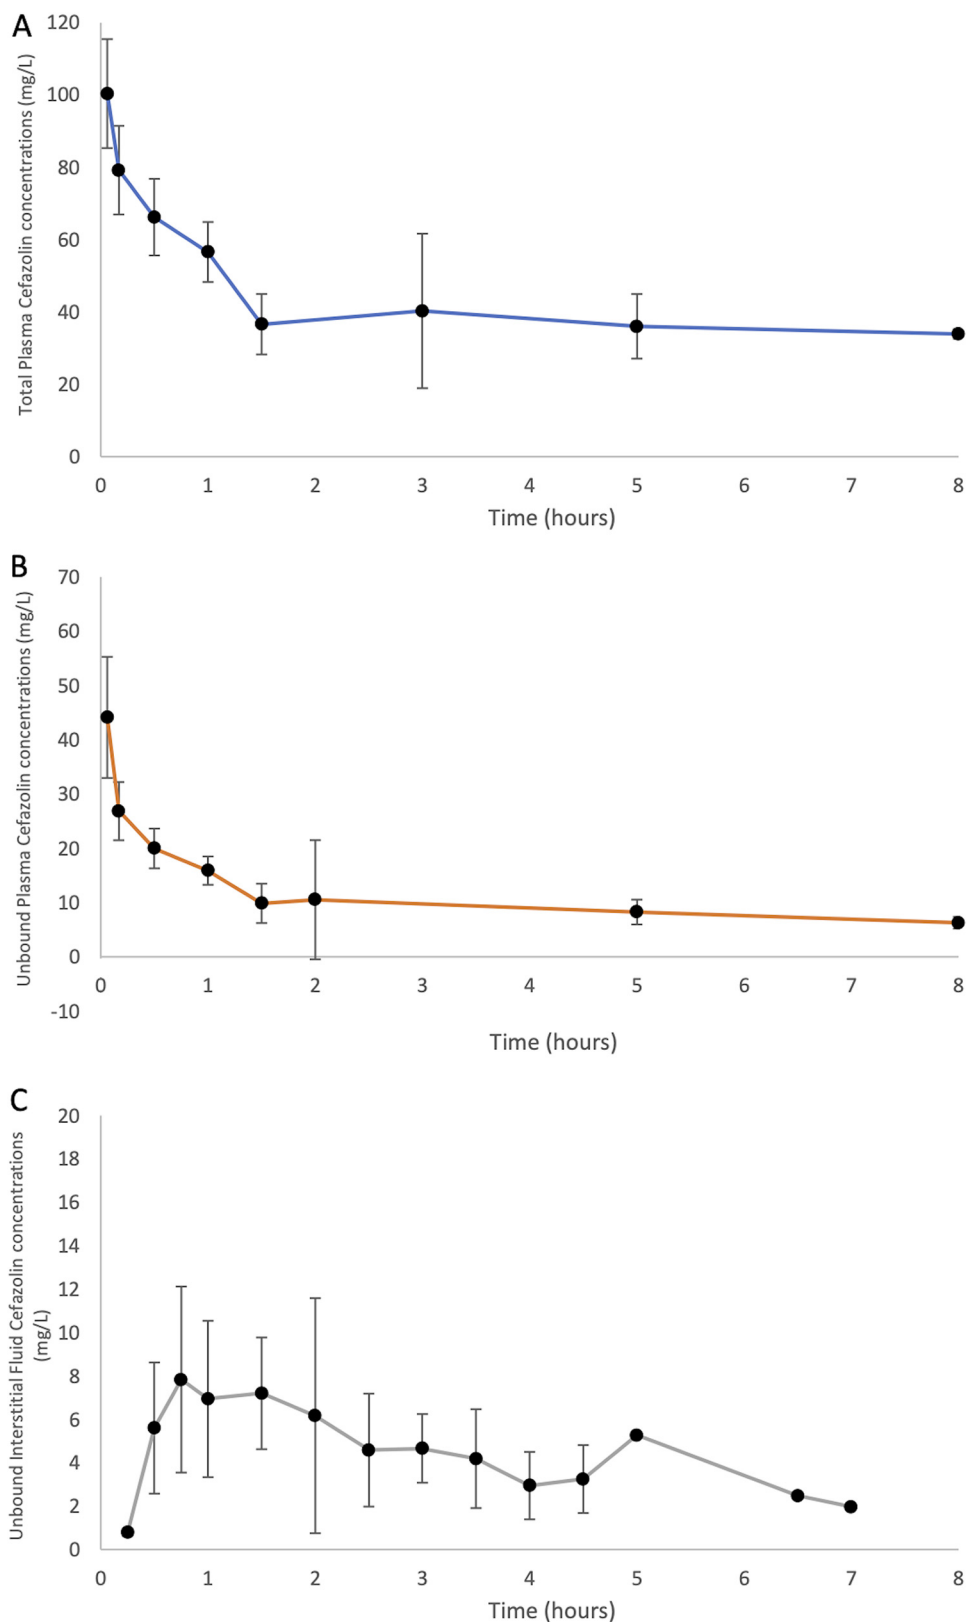 A
Total Plasma Cefazolin concentrations (mg/L)
120
100
80
60
40
20
0
0 1 2 3 4 5 6 7 8
Time (hours)
B
Unbound Plasma Cefazolin concentrations (mg/L)
70
60
50
40
30
20
10
0
0 1 2 3 4 5 6 7 8
-10
Time (hours)
C
Unbound Interstitial Fluid Cefazolin concentrations
(mg/L)
20
18
16
14
12
10
8
6
4
2
0
0 1 2 3 4 5 6 7 8
Time (hours)